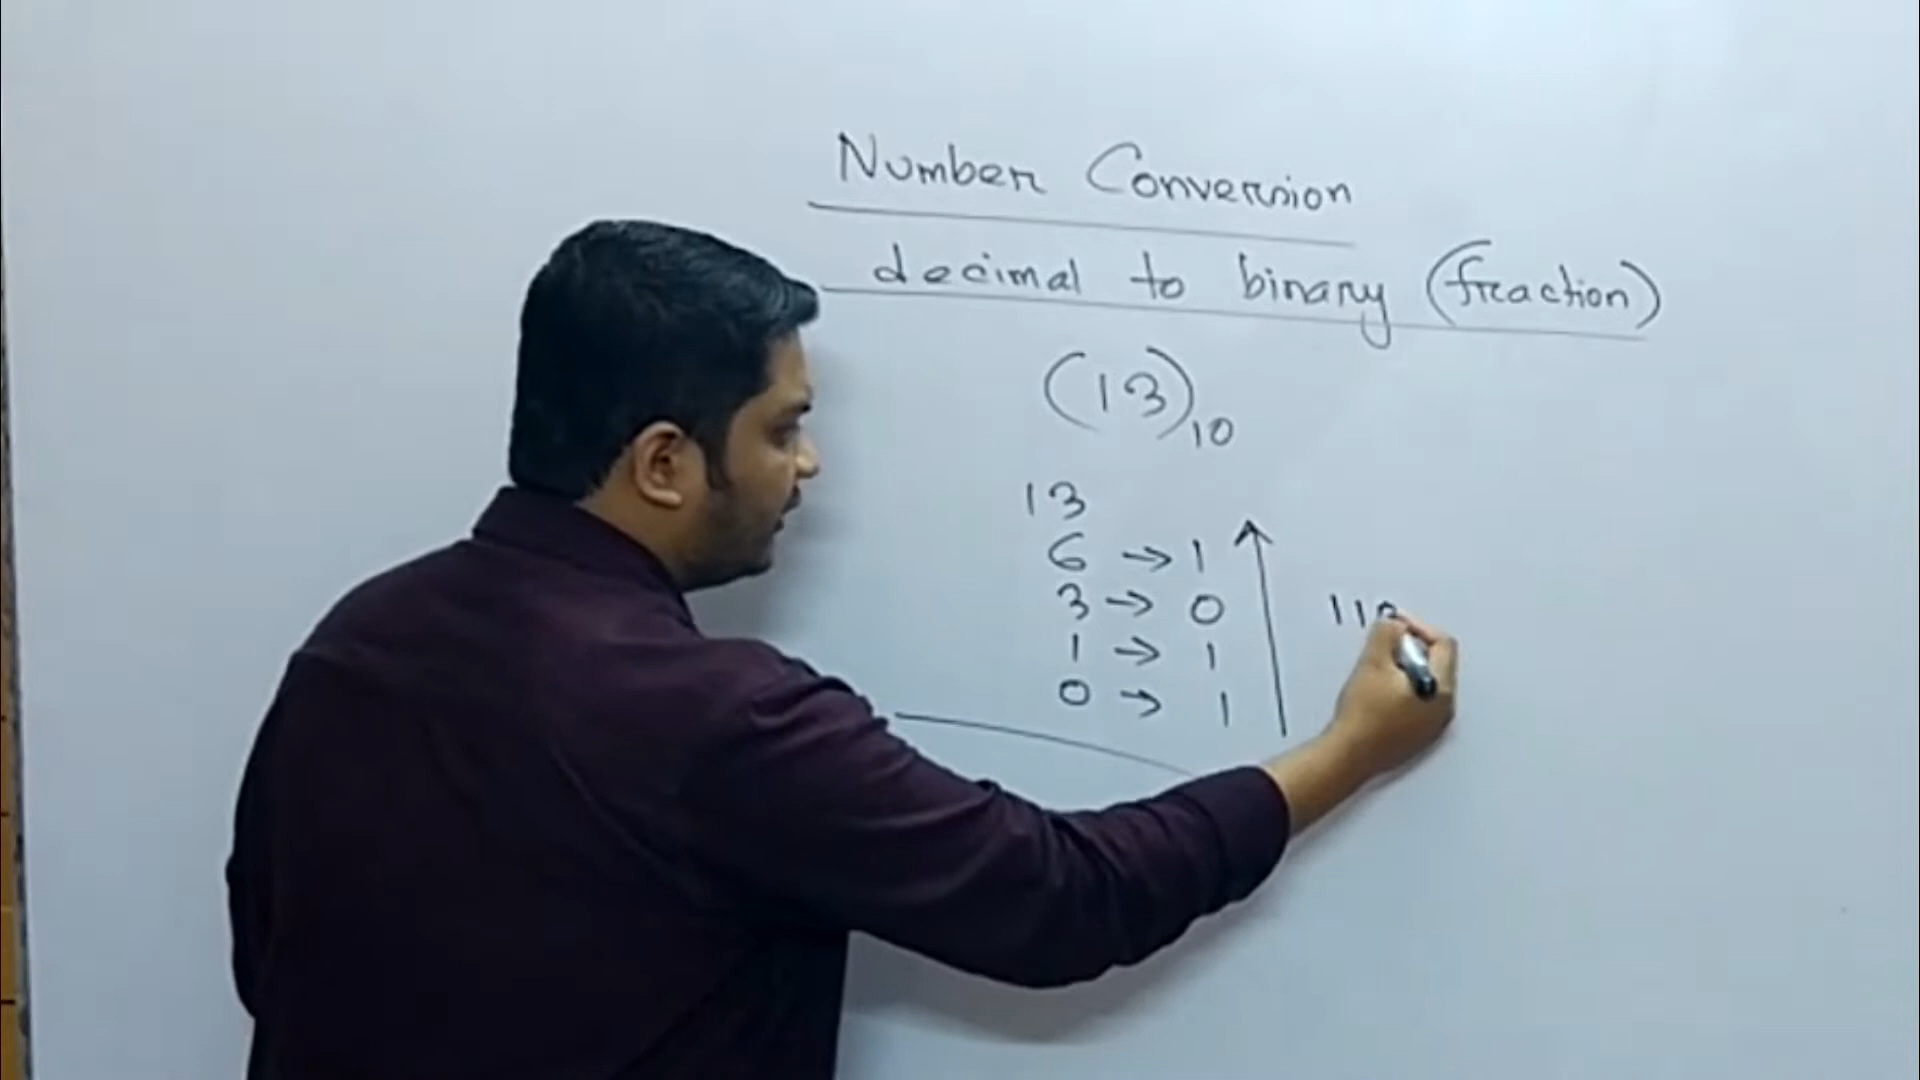 Number Conversion
decimal to binary (fraction)
(13)10
13
6 → 1
3 → 0 110
1 → 1
0 → 1